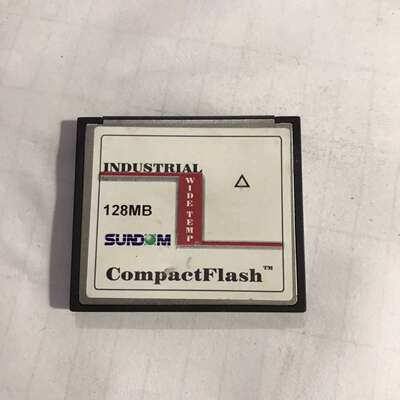 INDUSTRIAL
WIDE TEMP
128MB
SUNDOM
CompactFlash™